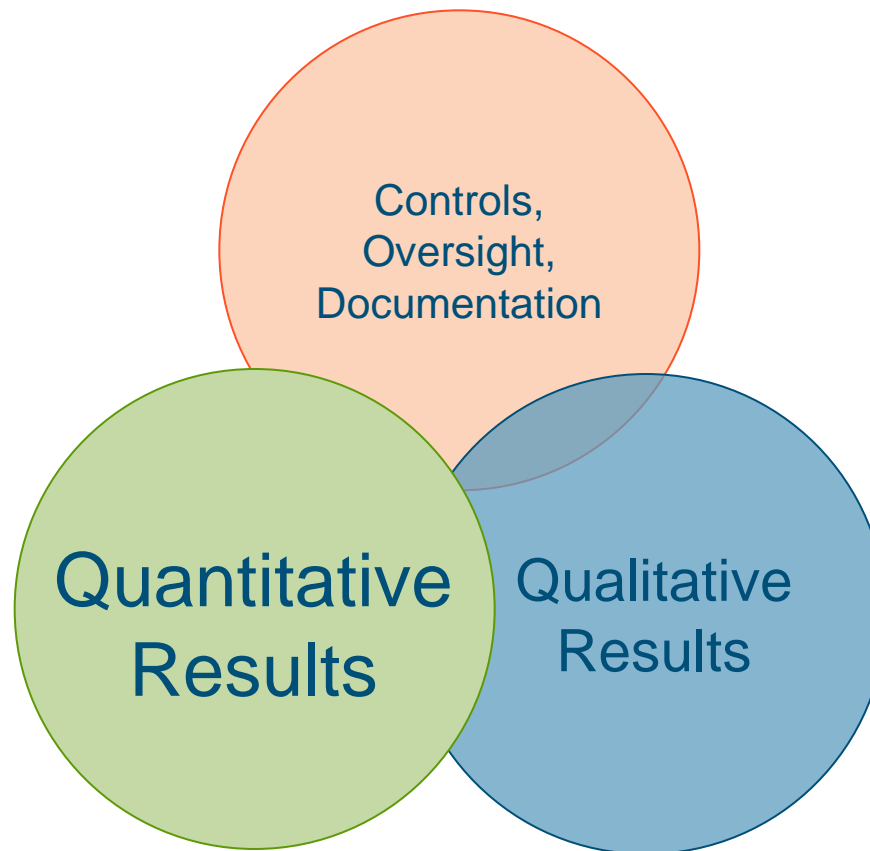 Controls,
Oversight,
Documentation
Quantitative
Results
Qualitative
Results